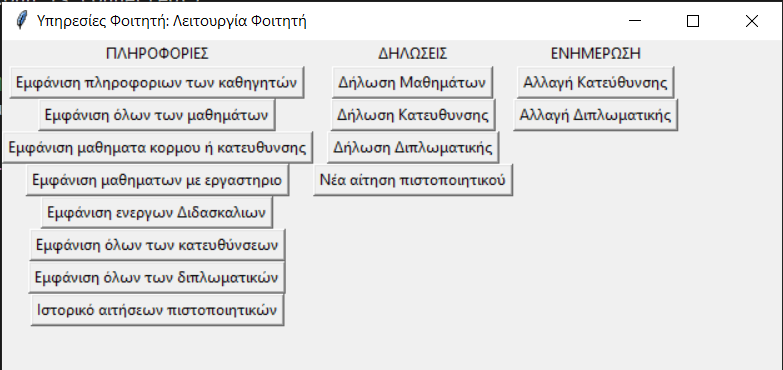 Υπηρεσίες Φοιτητή: Λειτουργία Φοιτητή
ΠΛΗΡΟΦΟΡΙΕΣ ΔΗΛΩΣΕΙΣ ΕΝΗΜΕΡΩΣΗ
Εμφάνιση πληροφοριων των καθηγητών Δήλωση Μαθημάτων Αλλαγή Κατεύθυνσης
Εμφάνιση όλων των μαθημάτων Δήλωση Κατευθυνσης Αλλαγή Διπλωματικής
Εμφάνιση μαθηματα κορμου ή κατευθυνσης Δήλωση Διπλωματικής
Εμφάνιση μαθηματων με εργαστηριο Νέα αίτηση πιστοποιητικού
Εμφάνιση ενεργων Διδασκαλιων
Εμφάνιση όλων των κατευθύνσεων
Εμφάνιση όλων των διπλωματικών
Ιστορικό αιτήσεων πιστοποιητικών